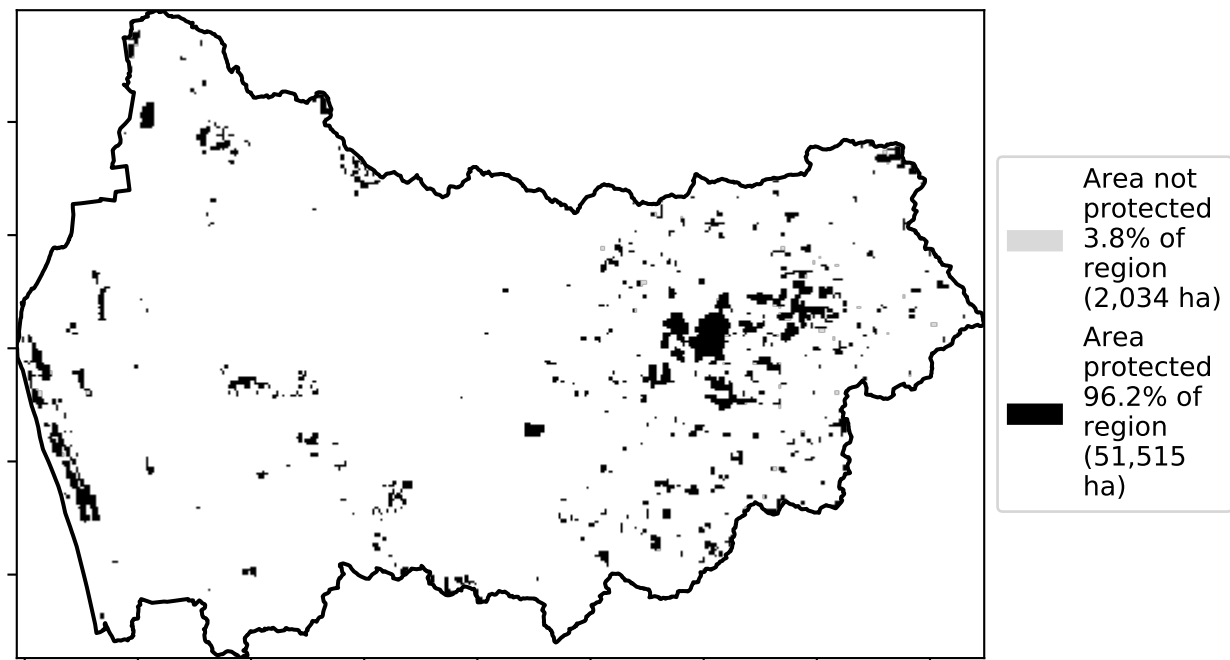 Area not
protected
3.8% of
region
(2,034 ha)
Area
protected
96.2% of
region
(51,515
ha)